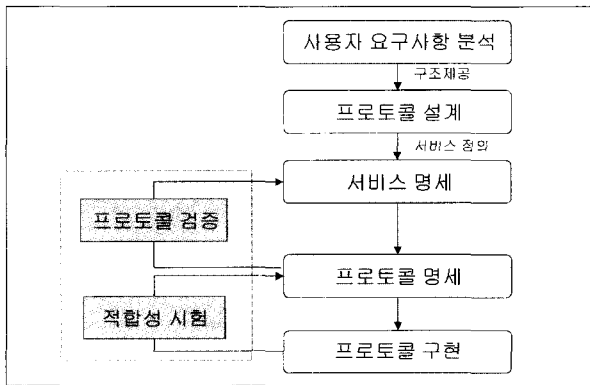 사용자 요구사항 분석
구조제공
프로토콜 설계
서비스 정의
서비스 명세
프로토콜 검증
프로토콜 명세
적합성 시험
프로토콜 구현